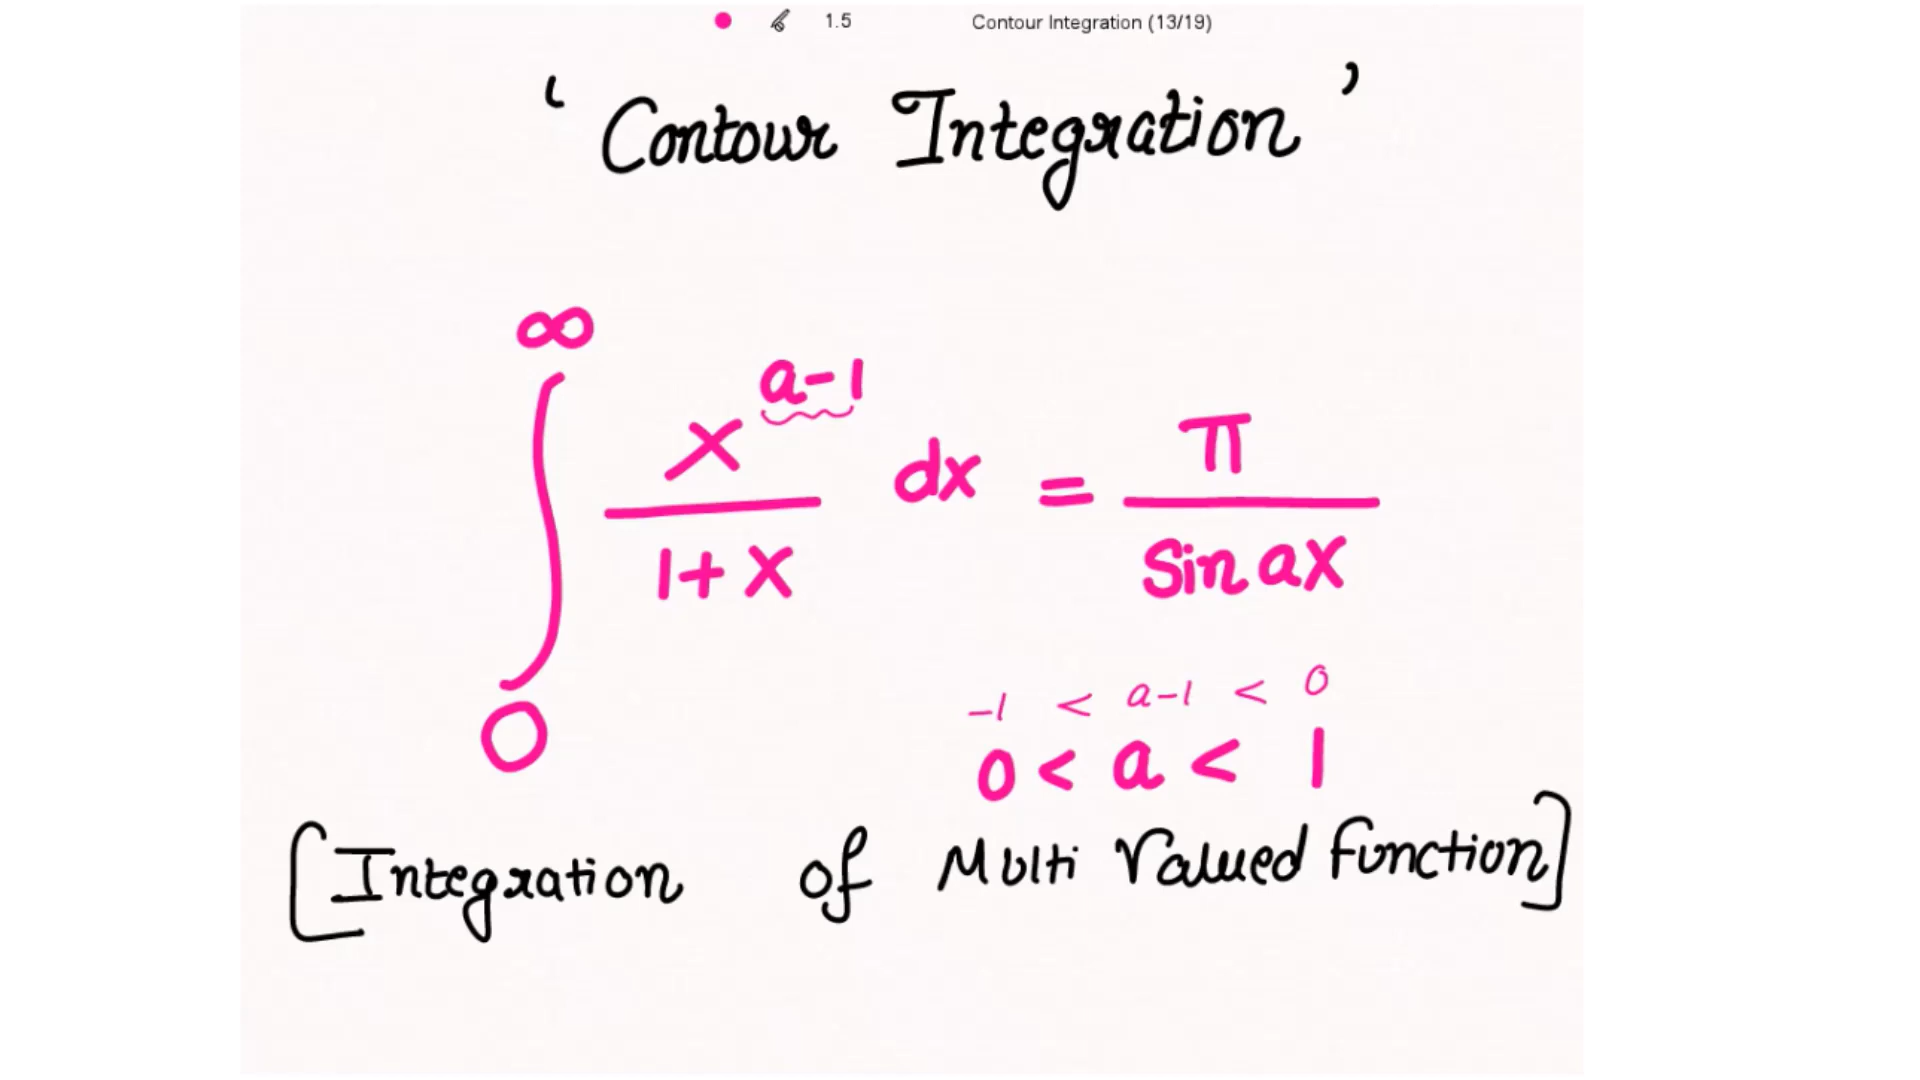 1.5 Contour Integration (13/19)
‘ Contour Integration ’
∞
∫ x^(a-1) / (1+x) dx = π / Sin ax
0
-1 < a-1 < 0
0 < a < 1
[Integration of Multi Valued Function]